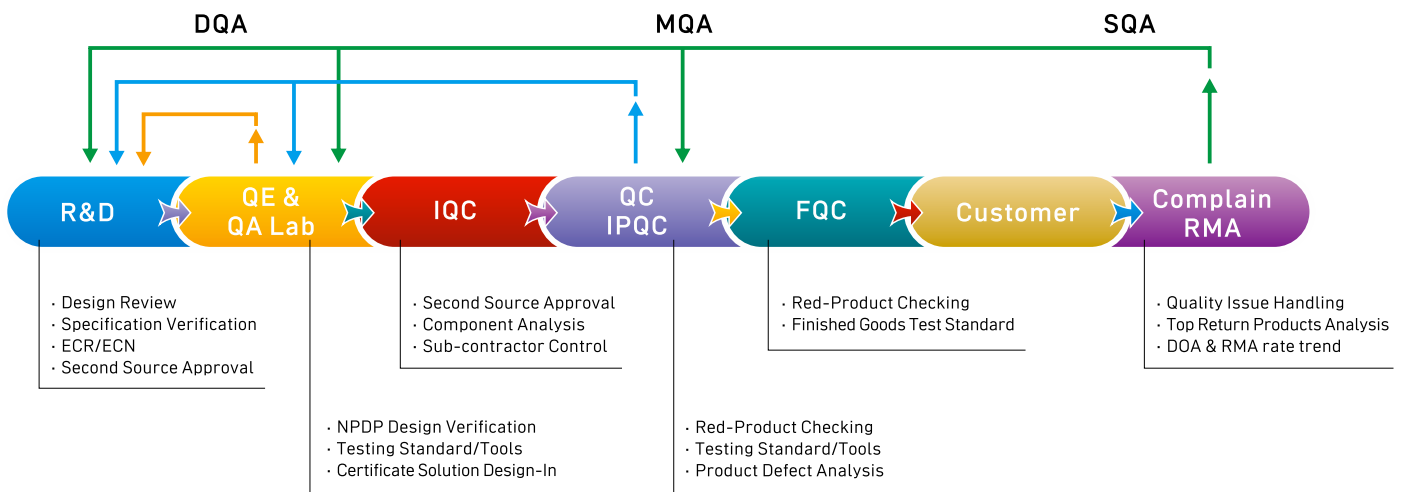 DQA
MQA
SQA
R&D
QE &
QA Lab
IQC
QC
IPQC
FQC
Customer
Complain
RMA
· Design Review
· Specification Verification
· ECR/ECN
· Second Source Approval
· NPDP Design Verification
· Testing Standard/Tools
· Certificate Solution Design-In
· Second Source Approval
· Component Analysis
· Sub-contractor Control
· Red-Product Checking
· Testing Standard/Tools
· Product Defect Analysis
· Red-Product Checking
· Finished Goods Test Standard
· Quality Issue Handling
· Top Return Products Analysis
· DOA & RMA rate trend